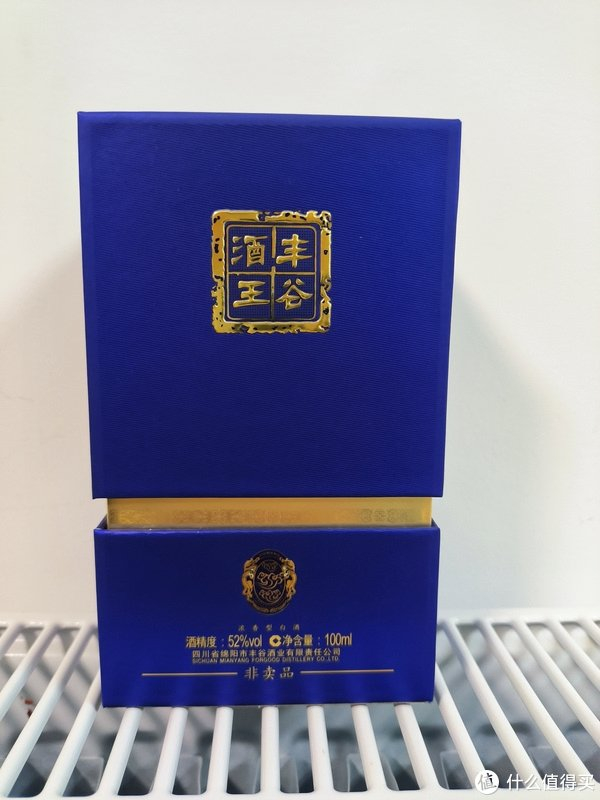 丰谷
酒王
浓香型白酒
酒精度：52%vol 净含量：100ml
四川省绵阳市丰谷酒业有限责任公司
SICHUAN MIANYANG FORGOOD DISTILLERY CO.LTD.
非卖品
值 什么值得买